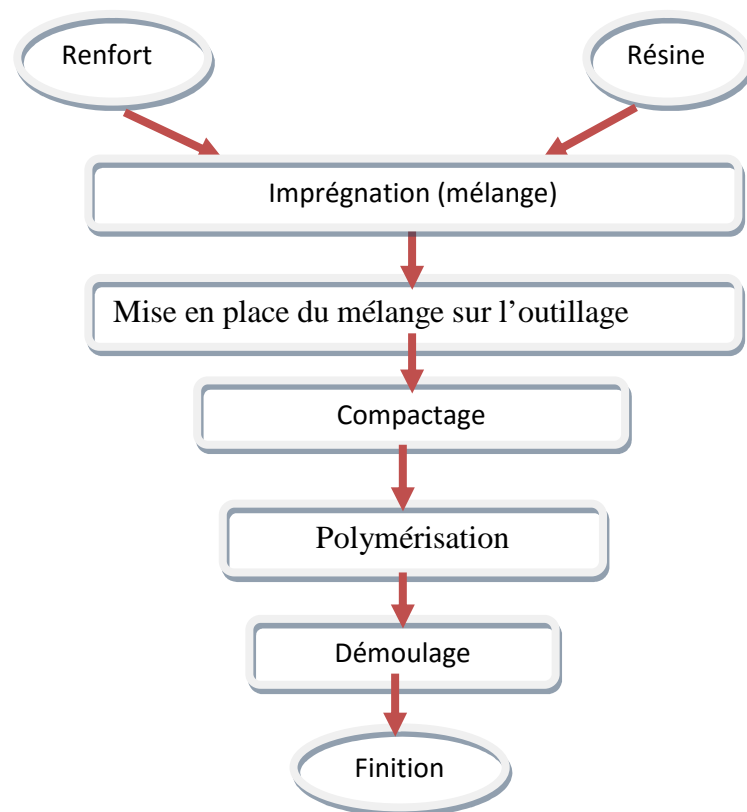 Renfort
Résine
Imprégnation (mélange)
Mise en place du mélange sur l’outillage
Compactage
Polymérisation
Démoulage
Finition